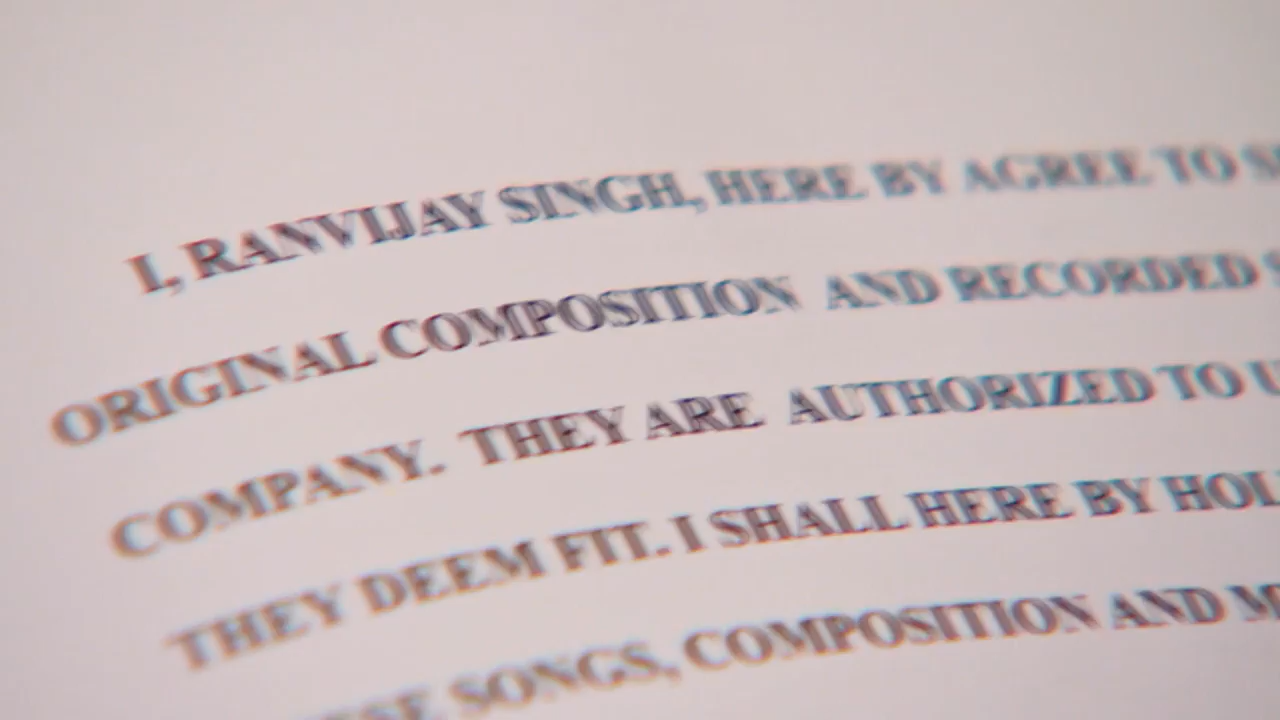 I, RANVIJAY SINGH, HERE BY AGREE TO
ORIGINAL COMPOSITION AND RECORDED
COMPANY. THEY ARE AUTHORIZED TO
THEY DEEM FIT. I SHALL HERE BY
SONGS, COMPOSITION AND